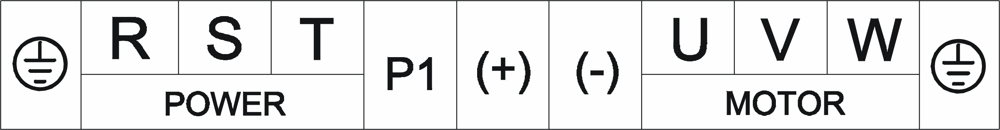 R S T P1 (+) (-) U V W
POWER MOTOR